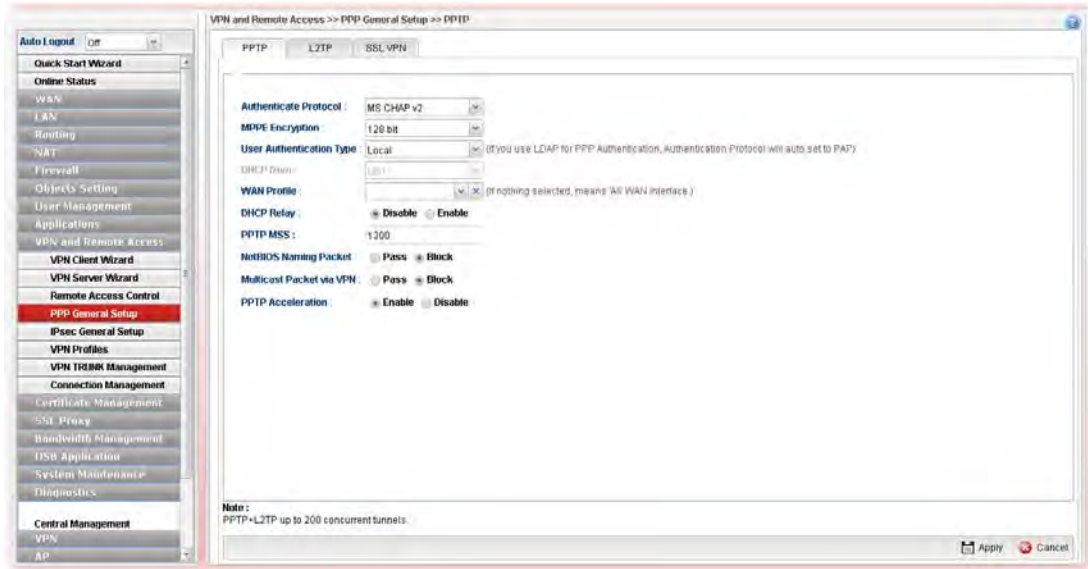 VPN and Remote Access >> PPP General Setup >> PPTP
Auto Logout Off
Quick Start Wizard
Online Status
WAN
LAN
Routing
NAT
Firewall
Objects Setting
User Management
Applications
VPN and Remote Access
VPN Client Wizard
VPN Server Wizard
Remote Access Control
PPP General Setup
IPsec General Setup
VPN Profiles
VPN TRUNK Management
Connection Management
Certificate Management
SSL Proxy
Bandwidth Management
USB Application
System Maintenance
Diagnostics
Central Management
VPN
AP
PPTP L2TP SSL VPN
Authenticate Protocol : MS CHAP v2
MPPE Encryption : 128 bit
User Authentication Type : Local (If you use LDAP for PPP Authentication, Authentication Protocol will auto set to PAP)
DHCP
WAN Profile : (If nothing selected, means 'All WAN interface.)
DHCP Relay : Disable Enable
PPTP MSS : 1300
NetBIOS Naming Packet Pass Block
Multicast Packet via VPN : Pass Block
PPTP Acceleration : Enable Disable
Note :
PPTP+L2TP up to 200 concurrent tunnels.
Apply Cancel